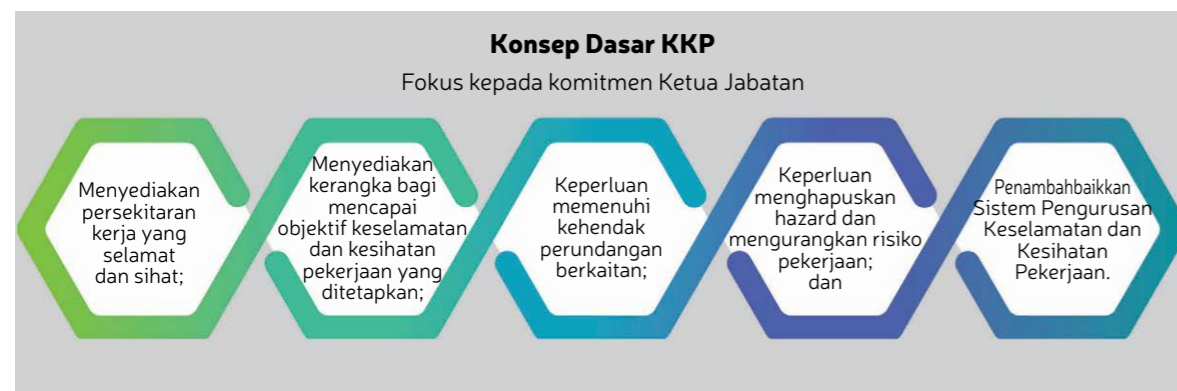 Konsep Dasar KKP
Fokus kepada komitmen Ketua Jabatan
Menyediakan
persekitaran
kerja yang
selamat
dan sihat;
Menyediakan
kerangka bagi
mencapai
objektif keselamatan
dan kesihatan
pekerjaan yang
ditetapkan;
Keperluan
memenuhi
kehendak
perundangan
berkaitan;
Keperluan
menghapuskan
hazard dan
mengurangkan risiko
pekerjaan;
dan
Penambahbaikkan
Sistem Pengurusan
Keselamatan dan
Kesihatan
Pekerjaan.